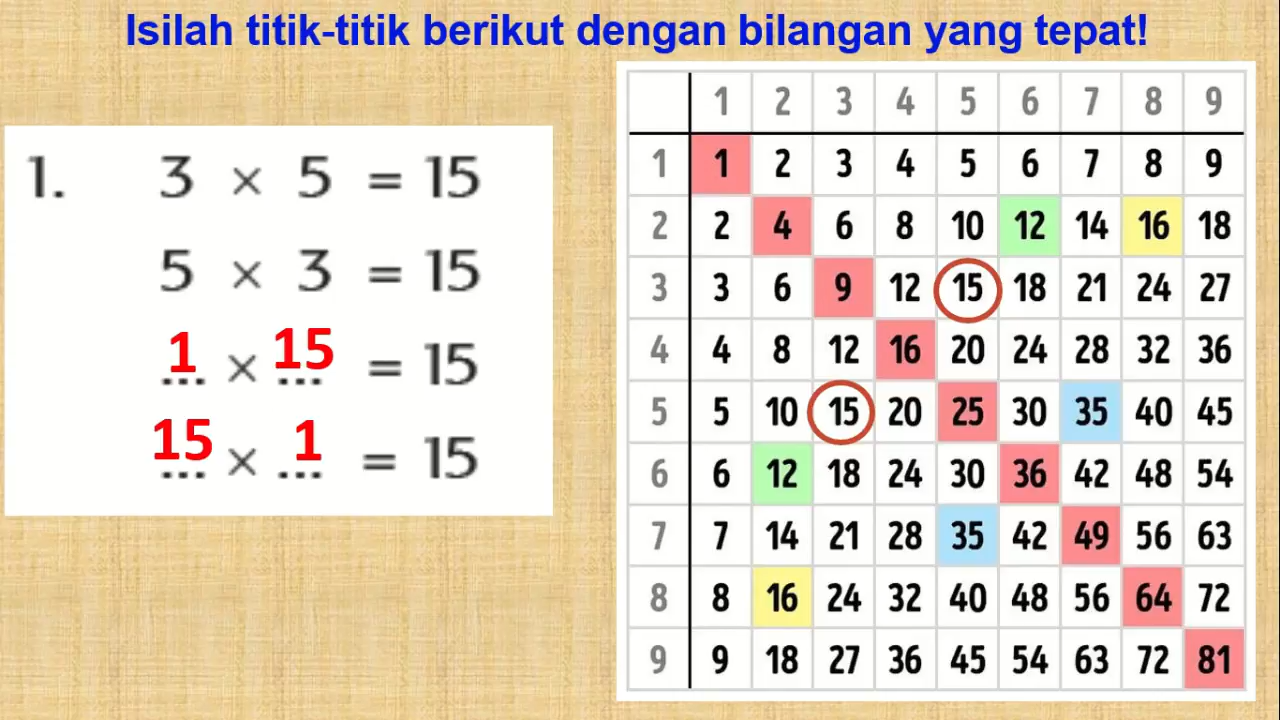 Isilah titik-titik berikut dengan bilangan yang tepat!
1. 3 × 5 = 15
5 × 3 = 15
1 × 15 = 15
15 × 1 = 15
1 2 3 4 5 6 7 8 9
1 1 2 3 4 5 6 7 8 9
2 2 4 6 8 10 12 14 16 18
3 3 6 9 12 15 18 21 24 27
4 4 8 12 16 20 24 28 32 36
5 5 10 15 20 25 30 35 40 45
6 6 12 18 24 30 36 42 48 54
7 7 14 21 28 35 42 49 56 63
8 8 16 24 32 40 48 56 64 72
9 9 18 27 36 45 54 63 72 81